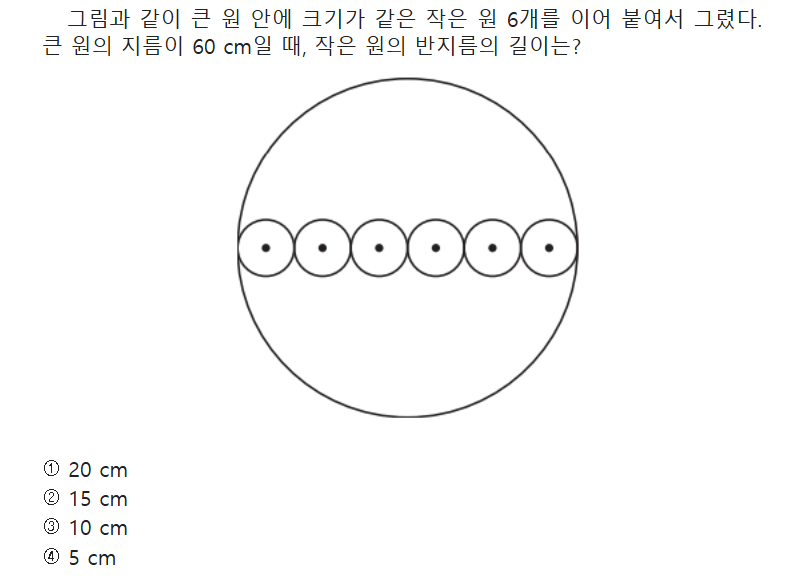 그림과 같이 큰 원 안에 크기가 같은 작은 원 6개를 이어 붙여서 그렸다.
큰 원의 지름이 60 cm일 때, 작은 원의 반지름의 길이는?
① 20 cm
② 15 cm
③ 10 cm
④ 5 cm